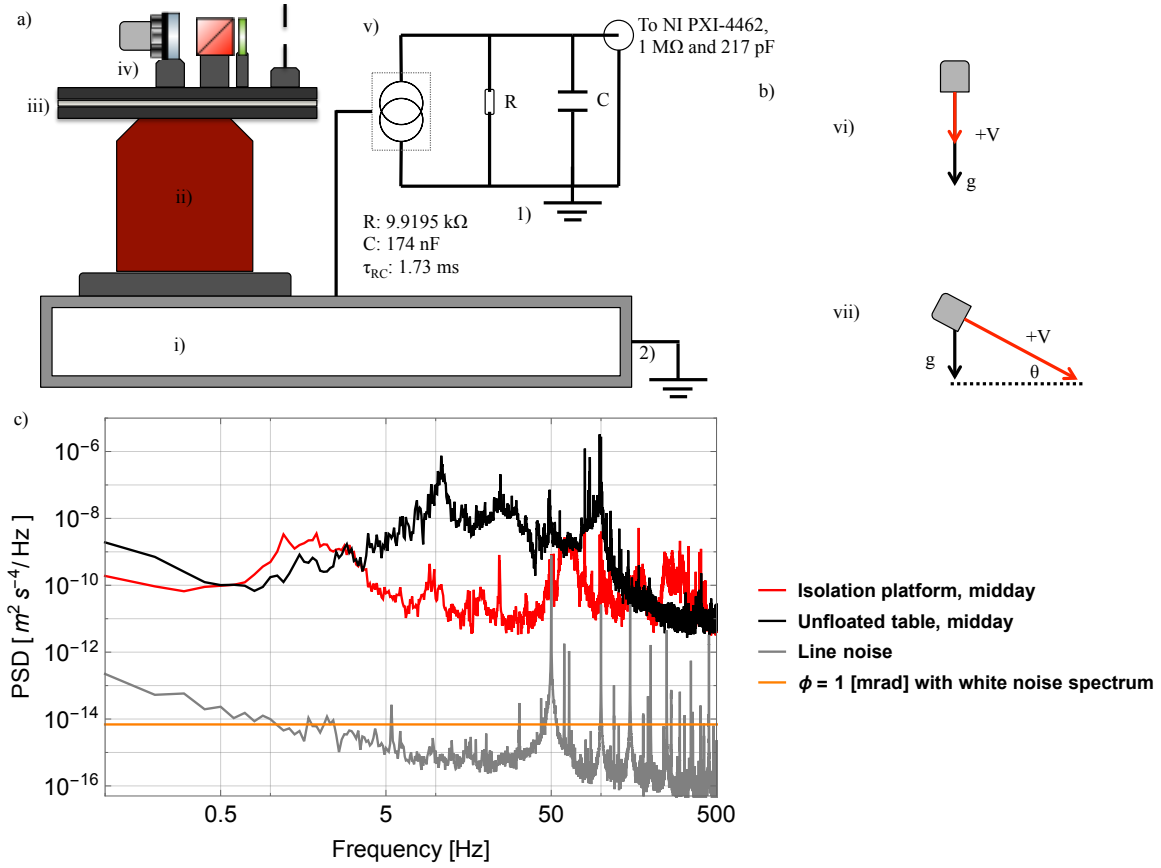 a)
iv)
iii)
ii)
i)
v)
To NI PXI-4462,
1 MΩ and 217 pF
R
C
1)
R: 9.9195 kΩ
C: 174 nF
τRC: 1.73 ms
2)
b)
vi)
+V
g
vii)
+V
g
θ
c)
PSD [ m² s⁻⁴/ Hz ]
10⁻⁶
10⁻⁸
10⁻¹⁰
10⁻¹²
10⁻¹⁴
10⁻¹⁶
0.5 5 50 500
Frequency [Hz]
Isolation platform, midday
Unfloated table, midday
Line noise
ϕ = 1 [mrad] with white noise spectrum